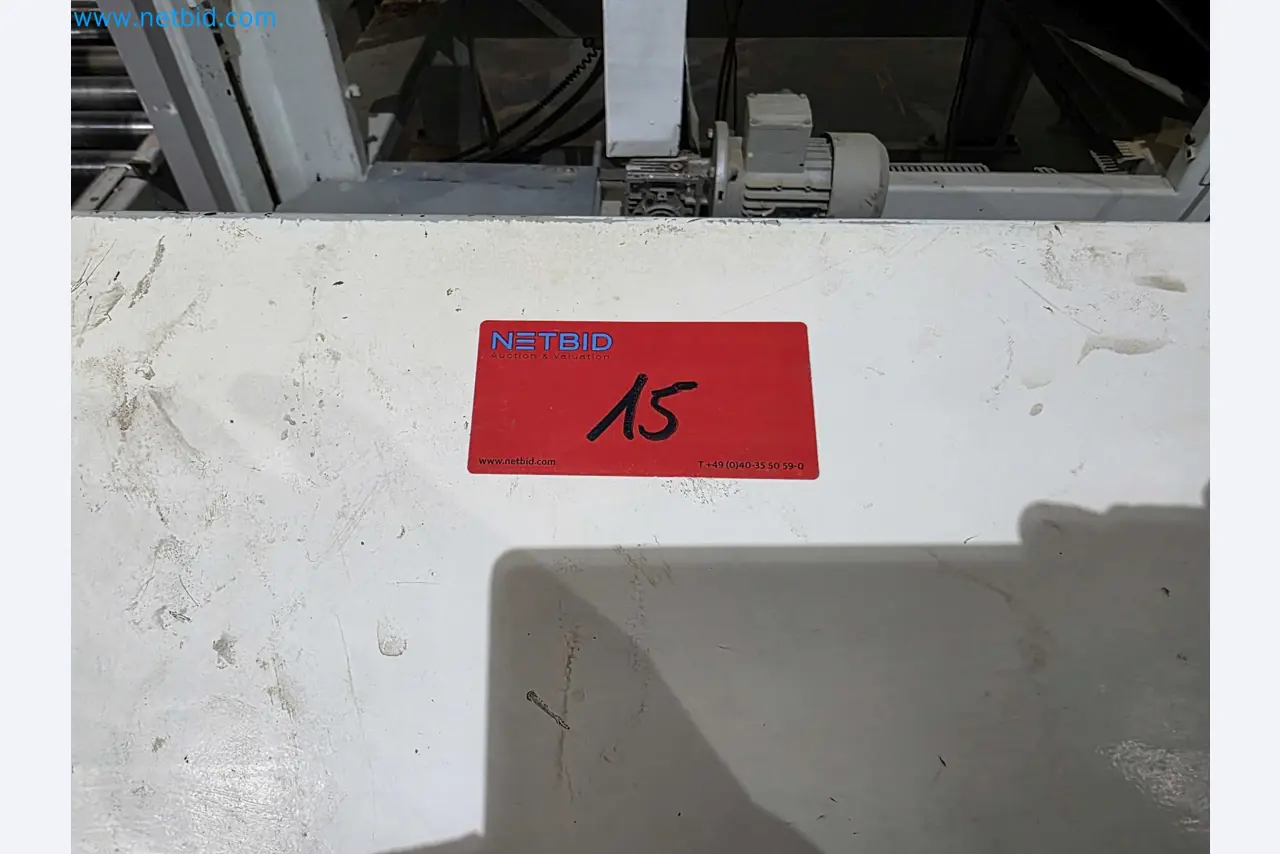 www.netbid.com
NETBID
Auction & Valuation
15
www.netbid.com
T +49 (0)40-35 50 59-0